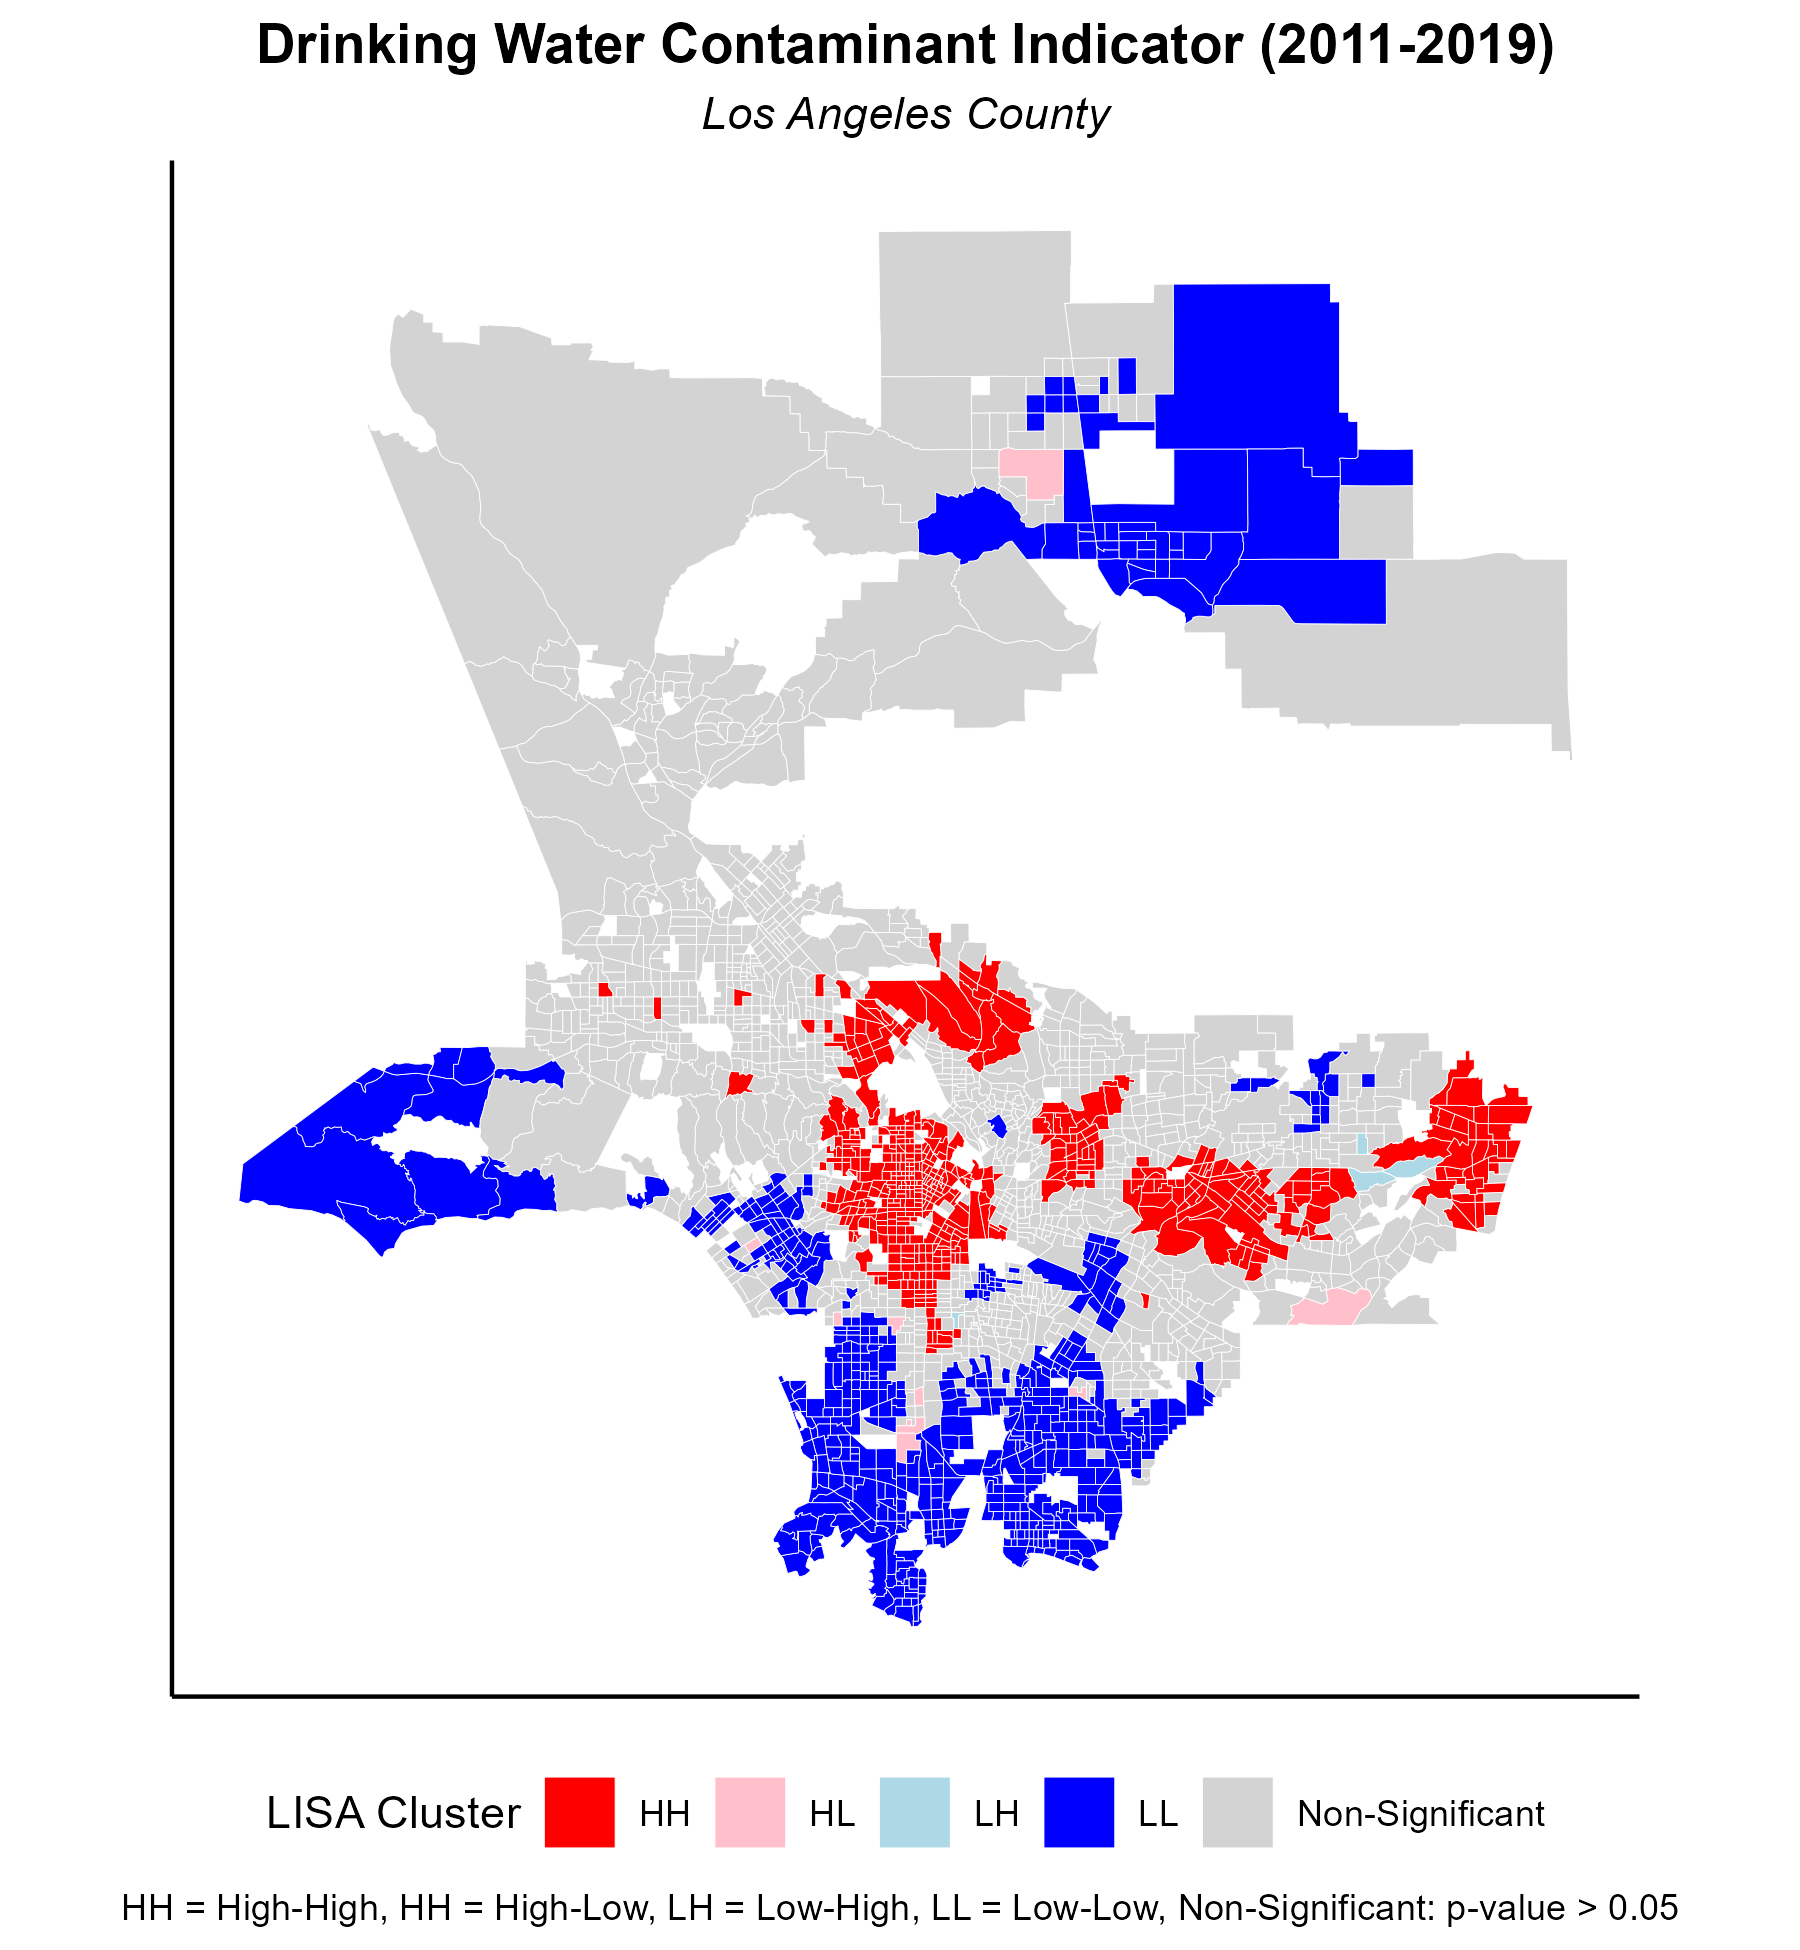 Drinking Water Contaminant Indicator (2011-2019)
Los Angeles County
LISA Cluster HH HL LH LL Non-Significant
HH = High-High, HH = High-Low, LH = Low-High, LL = Low-Low, Non-Significant: p-value > 0.05